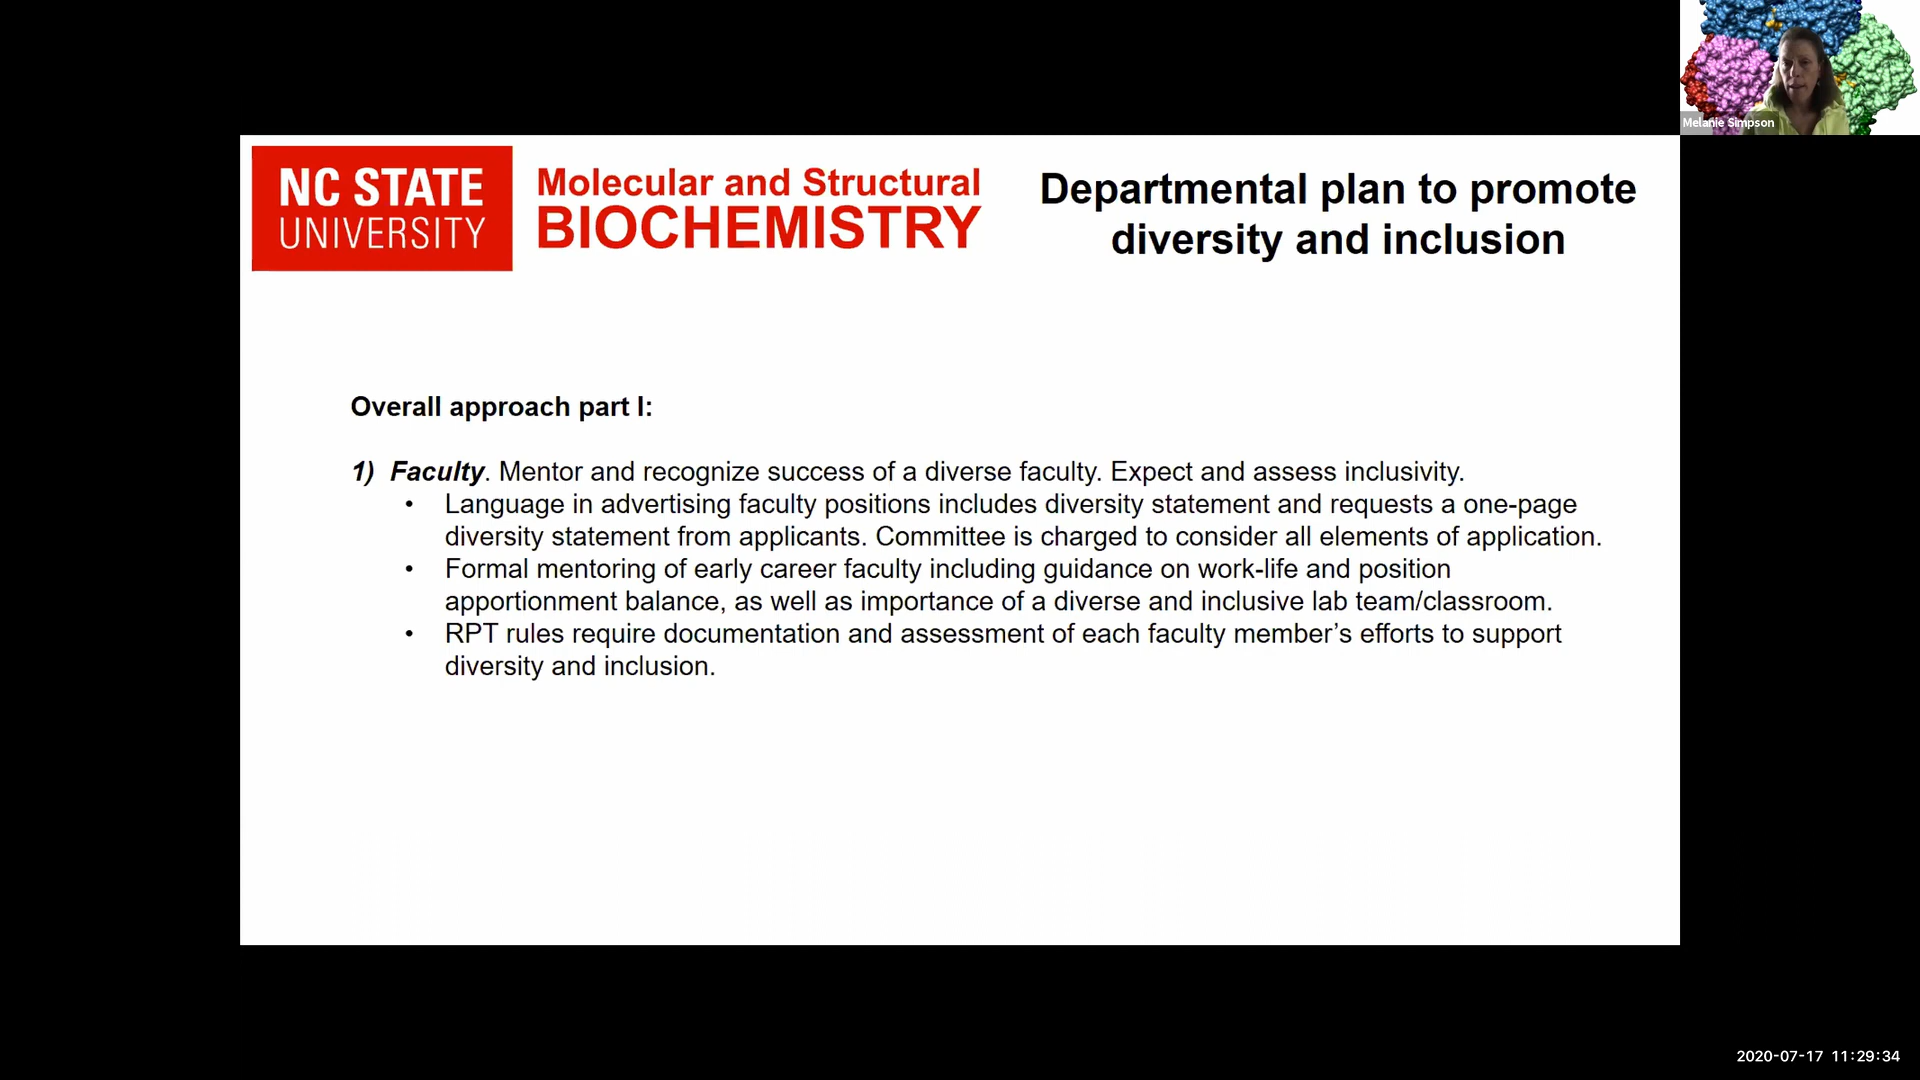 Melanie Simpson
NC STATE
UNIVERSITY
Molecular and Structural
BIOCHEMISTRY
Departmental plan to promote
diversity and inclusion
Overall approach part I:
1) Faculty. Mentor and recognize success of a diverse faculty. Expect and assess inclusivity.
• Language in advertising faculty positions includes diversity statement and requests a one-page
diversity statement from applicants. Committee is charged to consider all elements of application.
• Formal mentoring of early career faculty including guidance on work-life and position
apportionment balance, as well as importance of a diverse and inclusive lab team/classroom.
• RPT rules require documentation and assessment of each faculty member’s efforts to support
diversity and inclusion.
2020-07-17 11:29:34